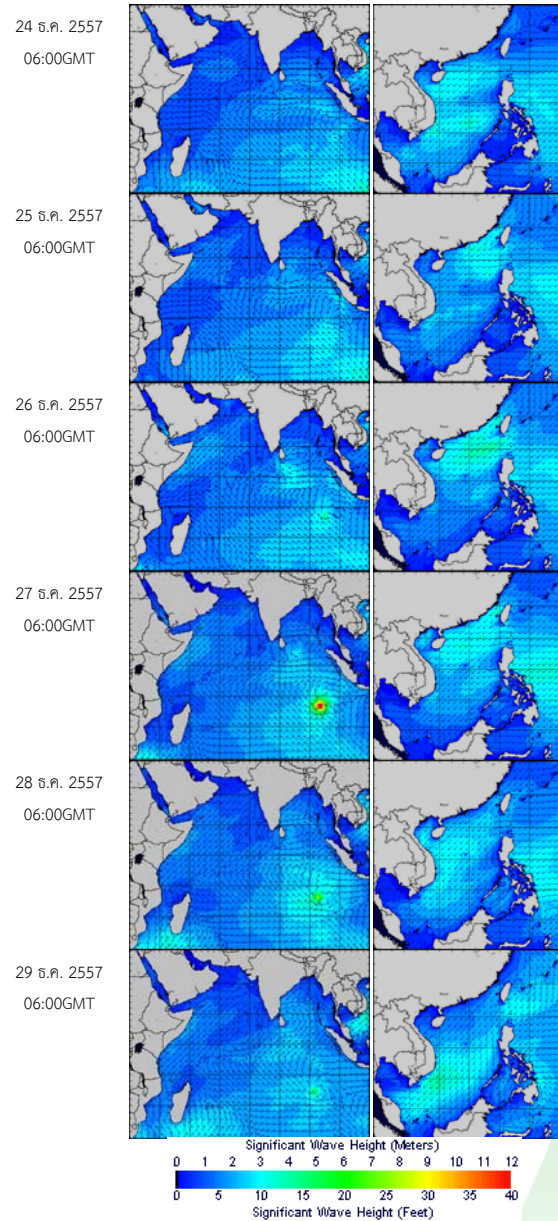 24 ธ.ค. 2557
06:00GMT
25 ธ.ค. 2557
06:00GMT
26 ธ.ค. 2557
06:00GMT
27 ธ.ค. 2557
06:00GMT
28 ธ.ค. 2557
06:00GMT
29 ธ.ค. 2557
06:00GMT
Significant Wave Height (Meters)
0 1 2 3 4 5 6 7 8 9 10 11 12
0 5 10 15 20 25 30 35 40
Significant Wave Height (Feet)